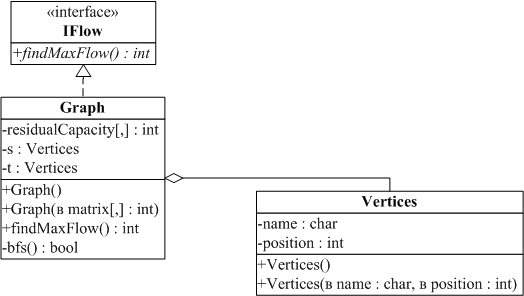 «interface»
IFlow
+findMaxFlow() : int
Graph
-residualCapacity[,] : int
-s : Vertices
-t : Vertices
+Graph()
+Graph(в matrix[,] : int)
+findMaxFlow() : int
-bfs() : bool
Vertices
-name : char
-position : int
+Vertices()
+Vertices(в name : char, в position : int)